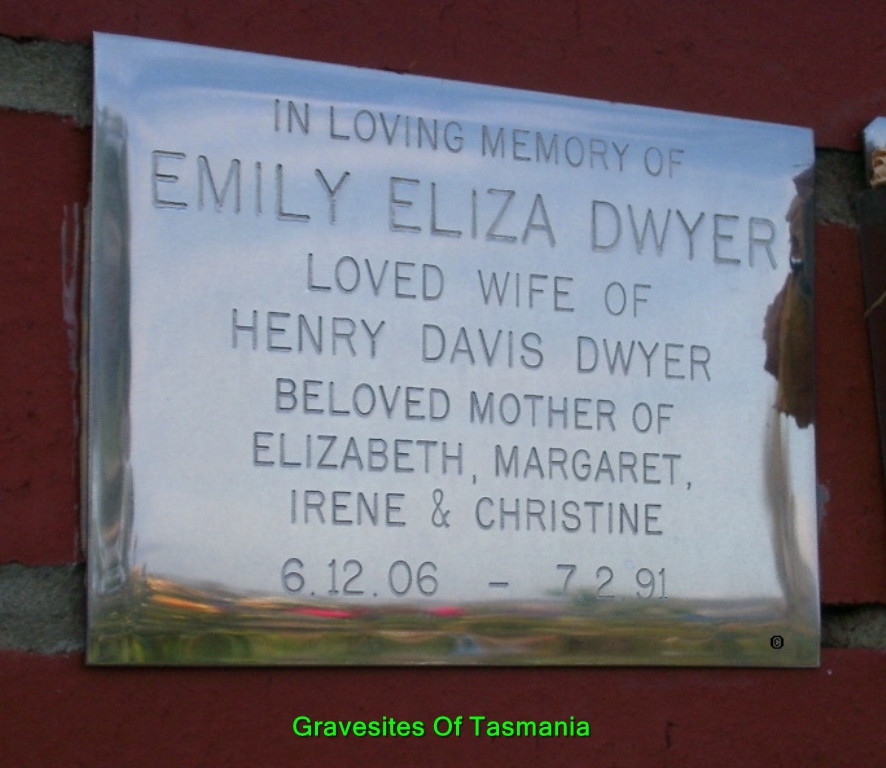 IN LOVING MEMORY OF
EMILY ELIZA DWYER
LOVED WIFE OF
HENRY DAVIS DWYER
BELOVED MOTHER OF
ELIZABETH, MARGARET,
IRENE & CHRISTINE
6.12.06 - 7.2.91
©
Gravesites Of Tasmania